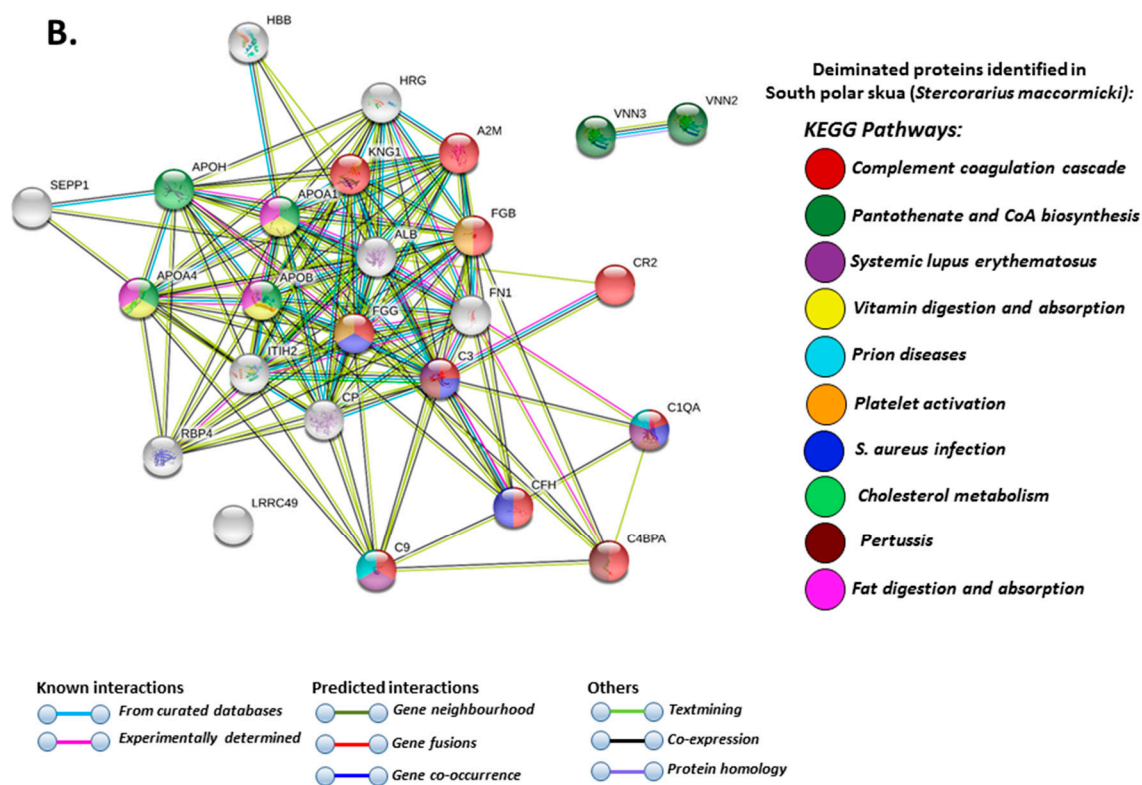 B.
HBB
HRG
VNN3
VNN2
A2M
KNG1
APOH
SEPP1
APOA1
FGB
ALB
CR2
APOA4
APOB
FN1
FGG
ITIH2
C3
CP
C1QA
RBP4
CFH
LRRC49
C4BPA
C9
Deiminated proteins identified in
South polar skua (Stercorarius maccormicki):
KEGG Pathways:
Complement coagulation cascade
Pantothenate and CoA biosynthesis
Systemic lupus erythematosus
Vitamin digestion and absorption
Prion diseases
Platelet activation
S. aureus infection
Cholesterol metabolism
Pertussis
Fat digestion and absorption
Known interactions
From curated databases
Experimentally determined
Predicted interactions
Gene neighbourhood
Gene fusions
Gene co-occurrence
Others
Textmining
Co-expression
Protein homology